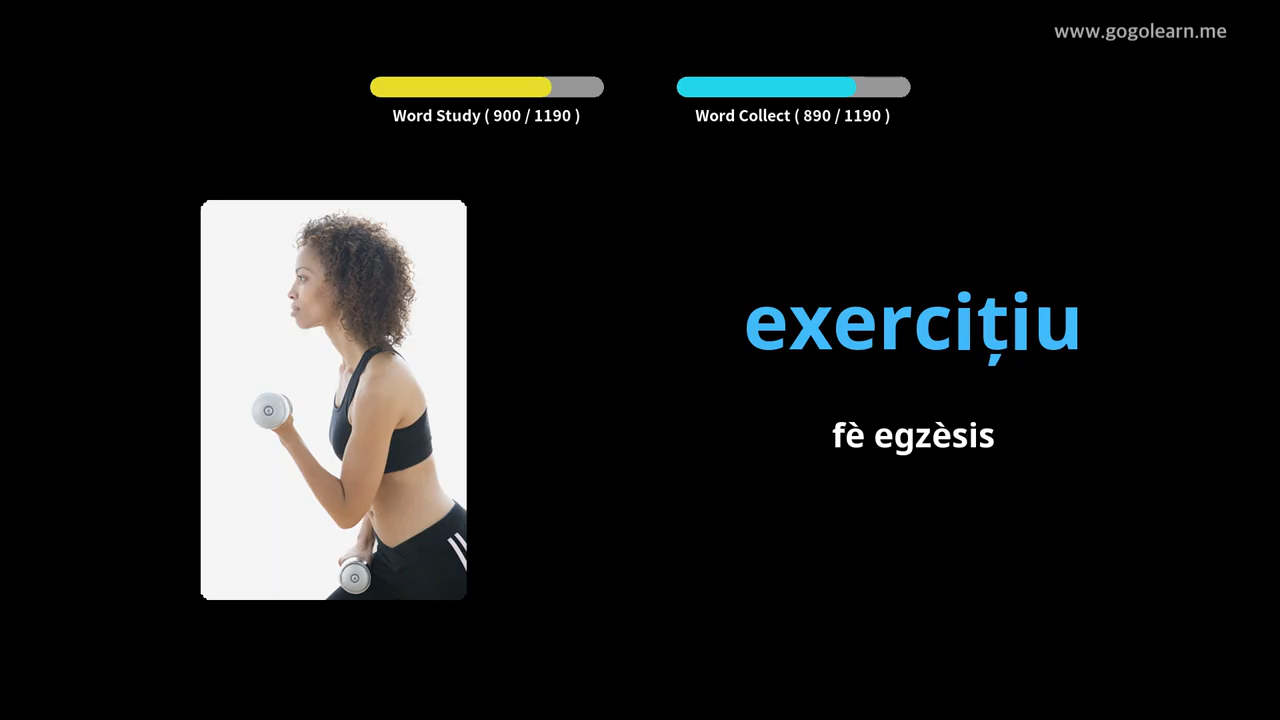 www.gogolearn.me
Word Study ( 900 / 1190 )
Word Collect ( 890 / 1190 )
exercițiu
fè egzèsis